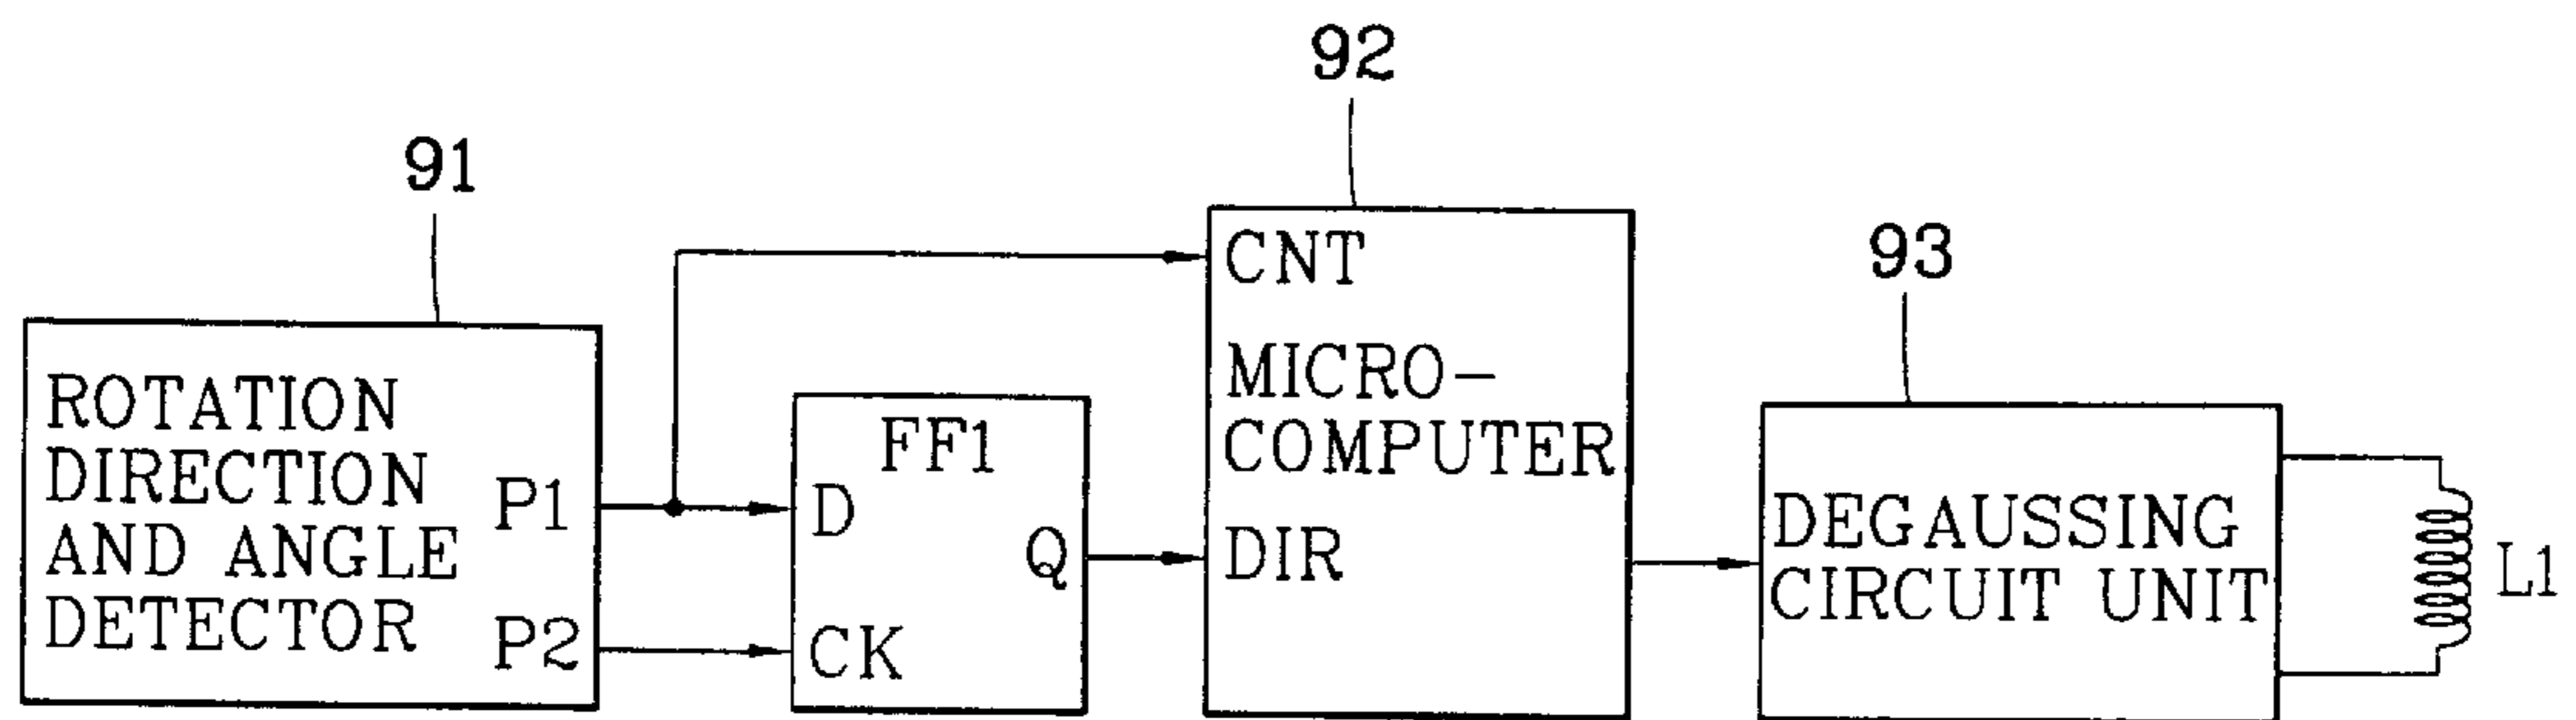 91
ROTATION
DIRECTION
AND ANGLE
DETECTOR
P1
P2
FF1
D
CK
Q
92
CNT
MICRO-
COMPUTER
DIR
93
DEGAUSSING
CIRCUIT UNIT
L1